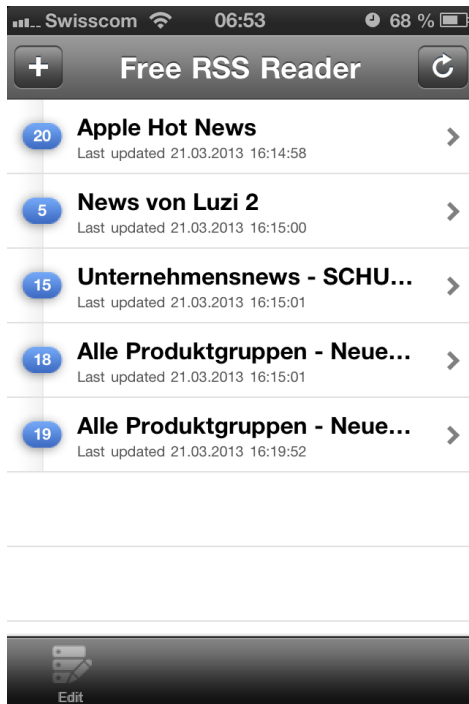 Swisscom 06:53 68 %
+ Free RSS Reader
20 Apple Hot News
Last updated 21.03.2013 16:14:58
5 News von Luzi 2
Last updated 21.03.2013 16:15:00
15 Unternehmensnews - SCHU...
Last updated 21.03.2013 16:15:01
18 Alle Produktgruppen - Neue...
Last updated 21.03.2013 16:15:01
19 Alle Produktgruppen - Neue...
Last updated 21.03.2013 16:19:52
Edit